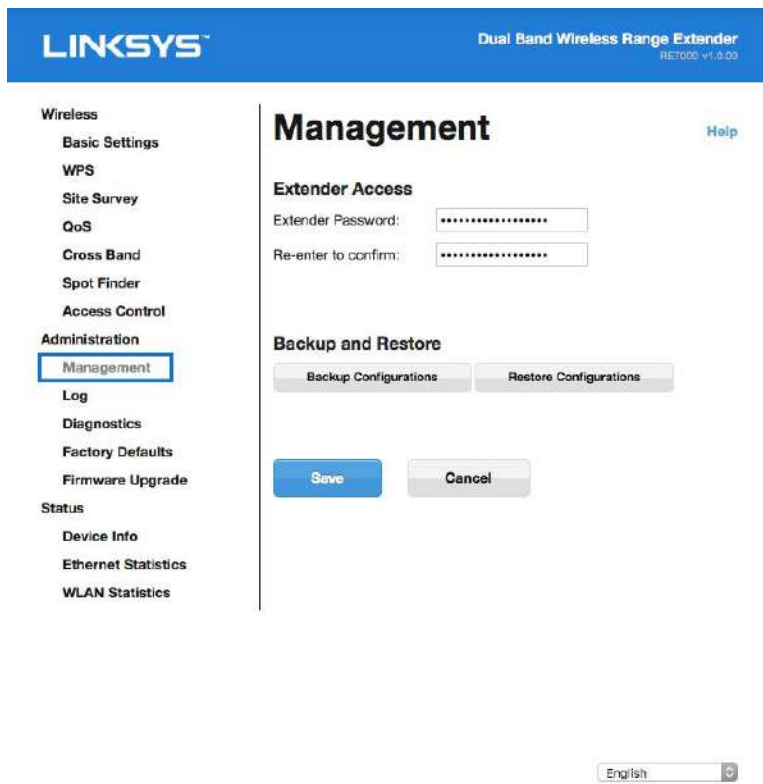 LINKSYS™
Dual Band Wireless Range Extender
RE7000 v1.0.00
Wireless
Basic Settings
WPS
Site Survey
QoS
Cross Band
Spot Finder
Access Control
Administration
Management
Log
Diagnostics
Factory Defaults
Firmware Upgrade
Status
Device Info
Ethernet Statistics
WLAN Statistics
Management
Help
Extender Access
Extender Password: ••••••••••••••••••
Re-enter to confirm: ••••••••••••••••••
Backup and Restore
Backup Configurations Restore Configurations
Save Cancel
English